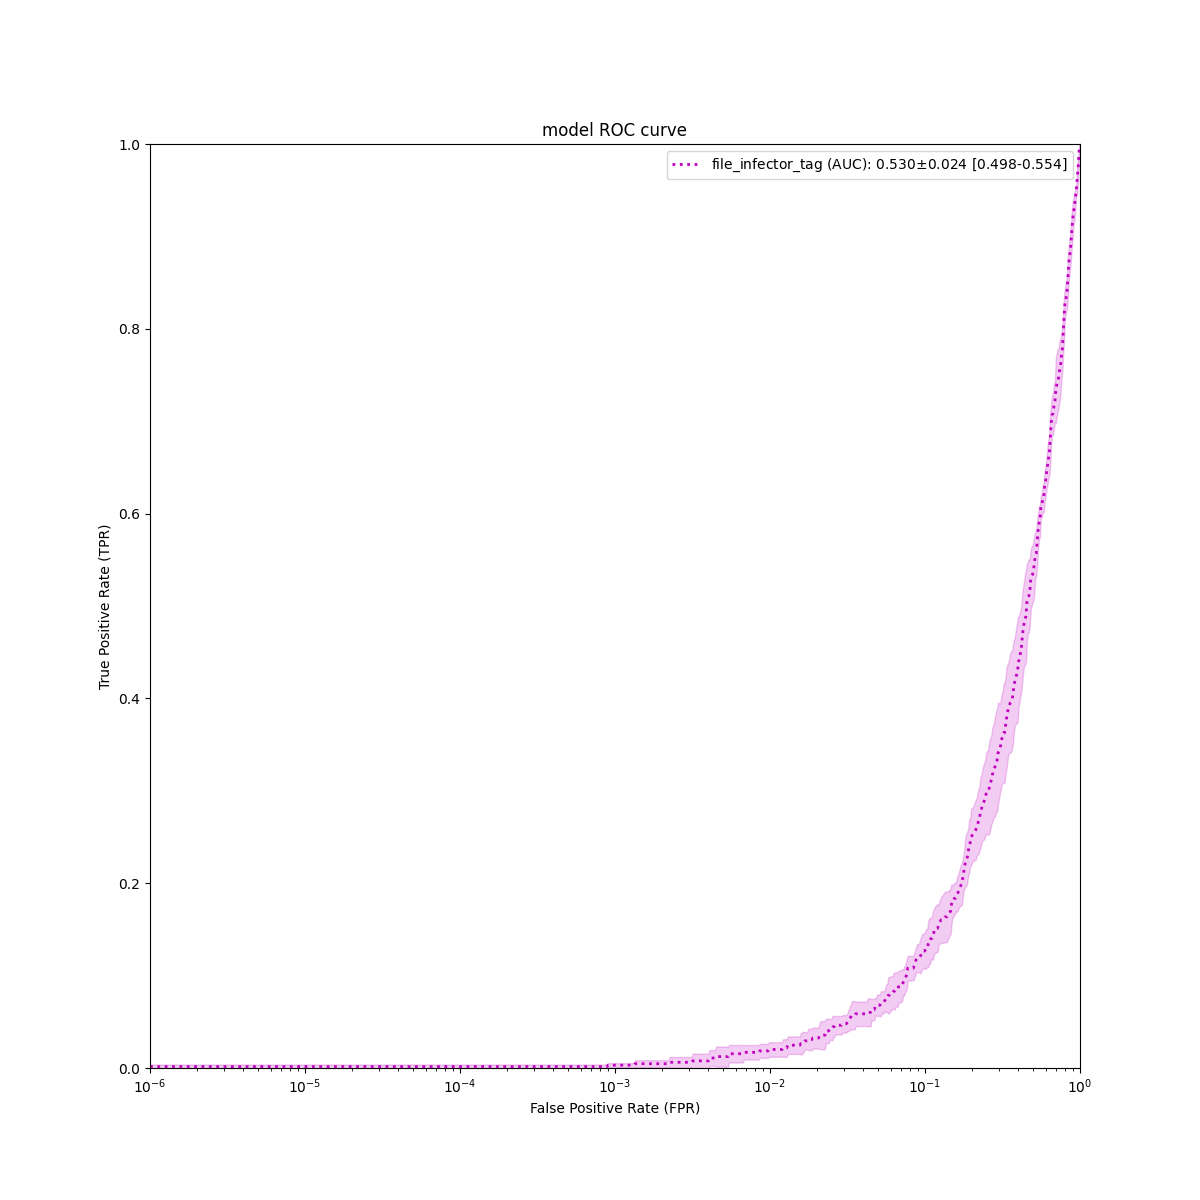 model ROC curve
file_infector_tag (AUC): 0.530±0.024 [0.498-0.554]
1.0
0.8
0.6
0.4
0.2
0.0
True Positive Rate (TPR)
10⁻⁶ 10⁻⁵ 10⁻⁴ 10⁻³ 10⁻² 10⁻¹ 10⁰
False Positive Rate (FPR)